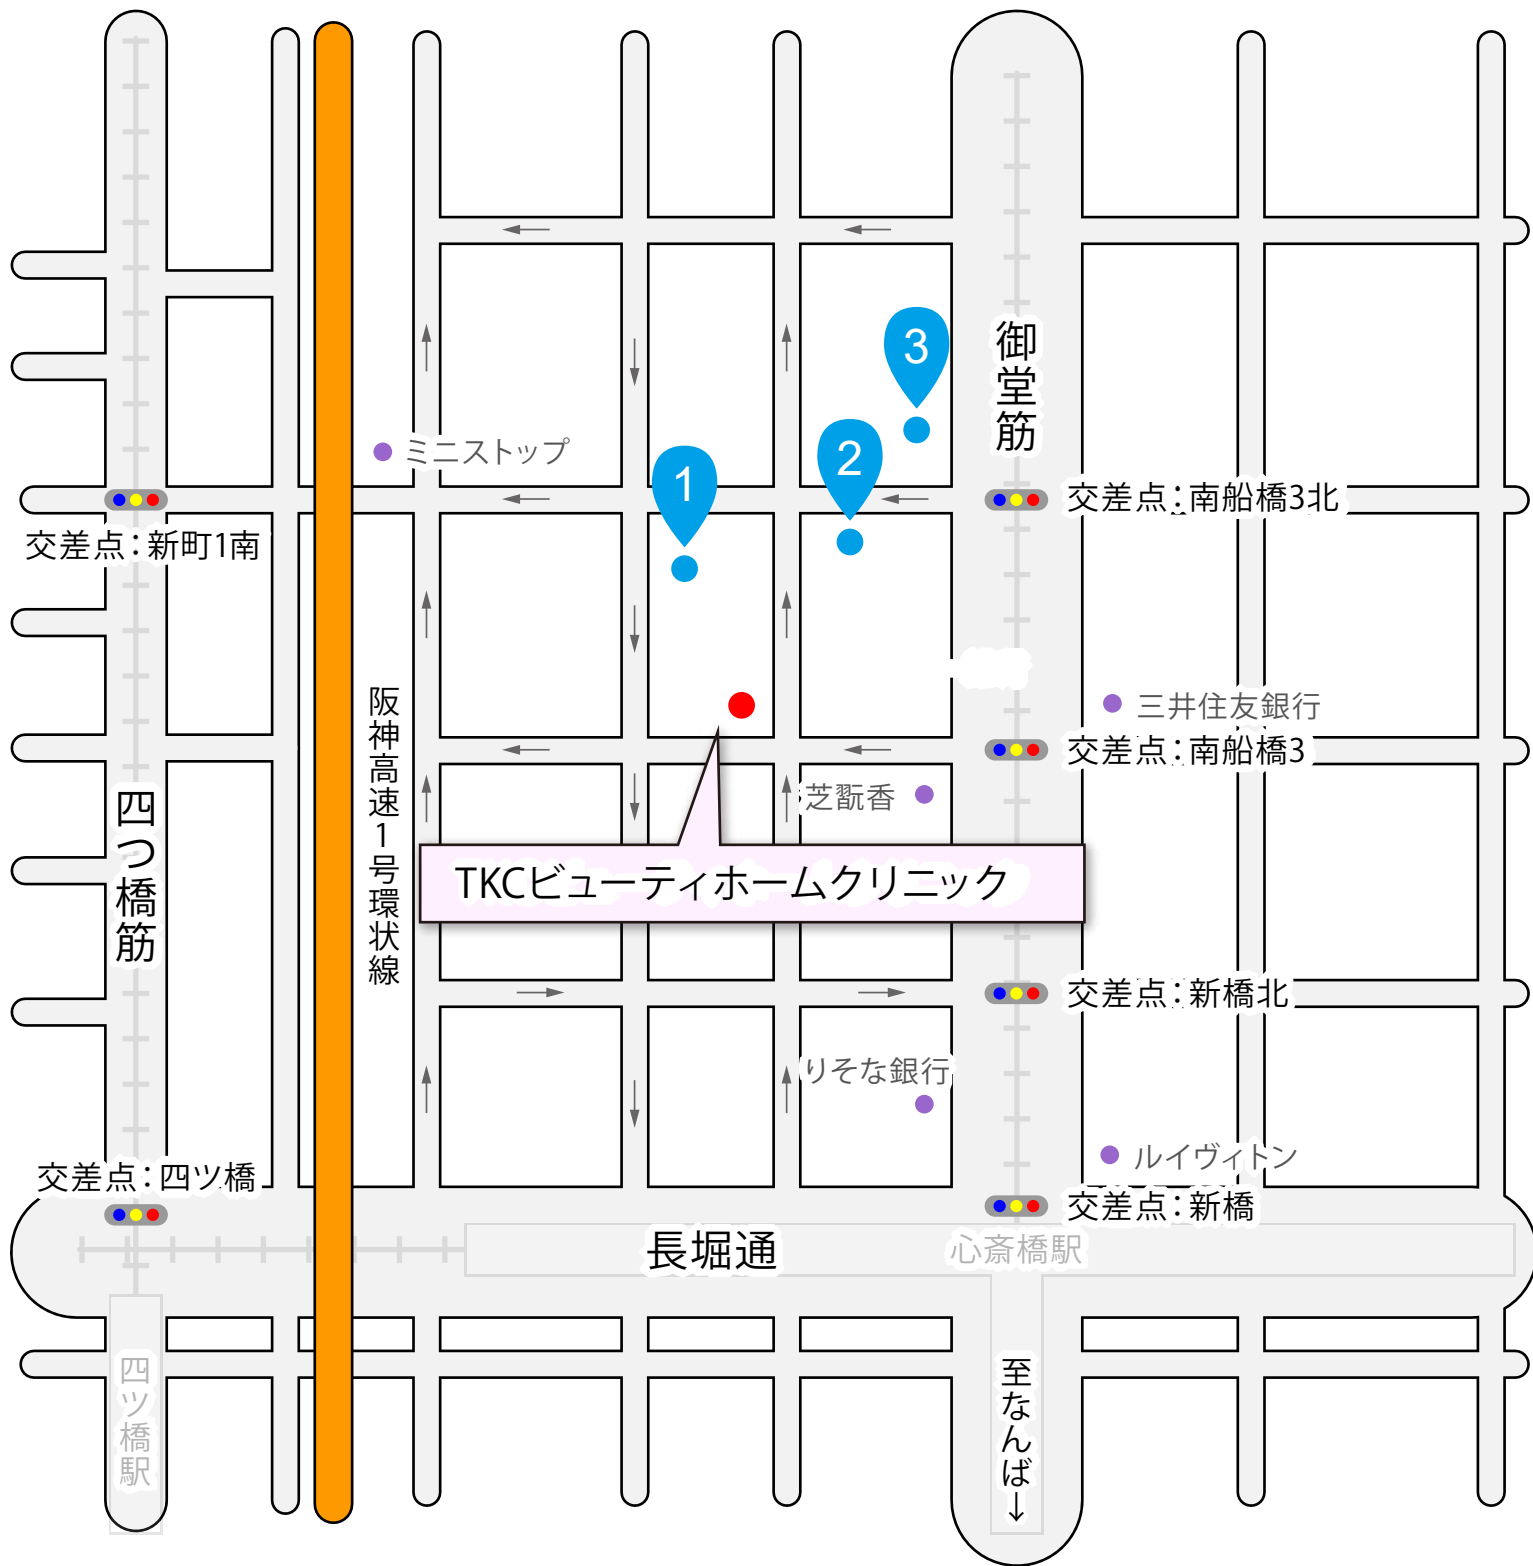 御堂筋
3
2
ミニストップ
1
交差点：南船橋3北
交差点：新町1南
阪神高速1号環状線
三井住友銀行
交差点：南船橋3
四つ橋筋
芝翫香
TKCビューティホームクリニック
交差点：新橋北
りそな銀行
ルイヴィトン
交差点：四ツ橋
交差点：新橋
長堀通
心斎橋駅
四ツ橋駅
至なんば→